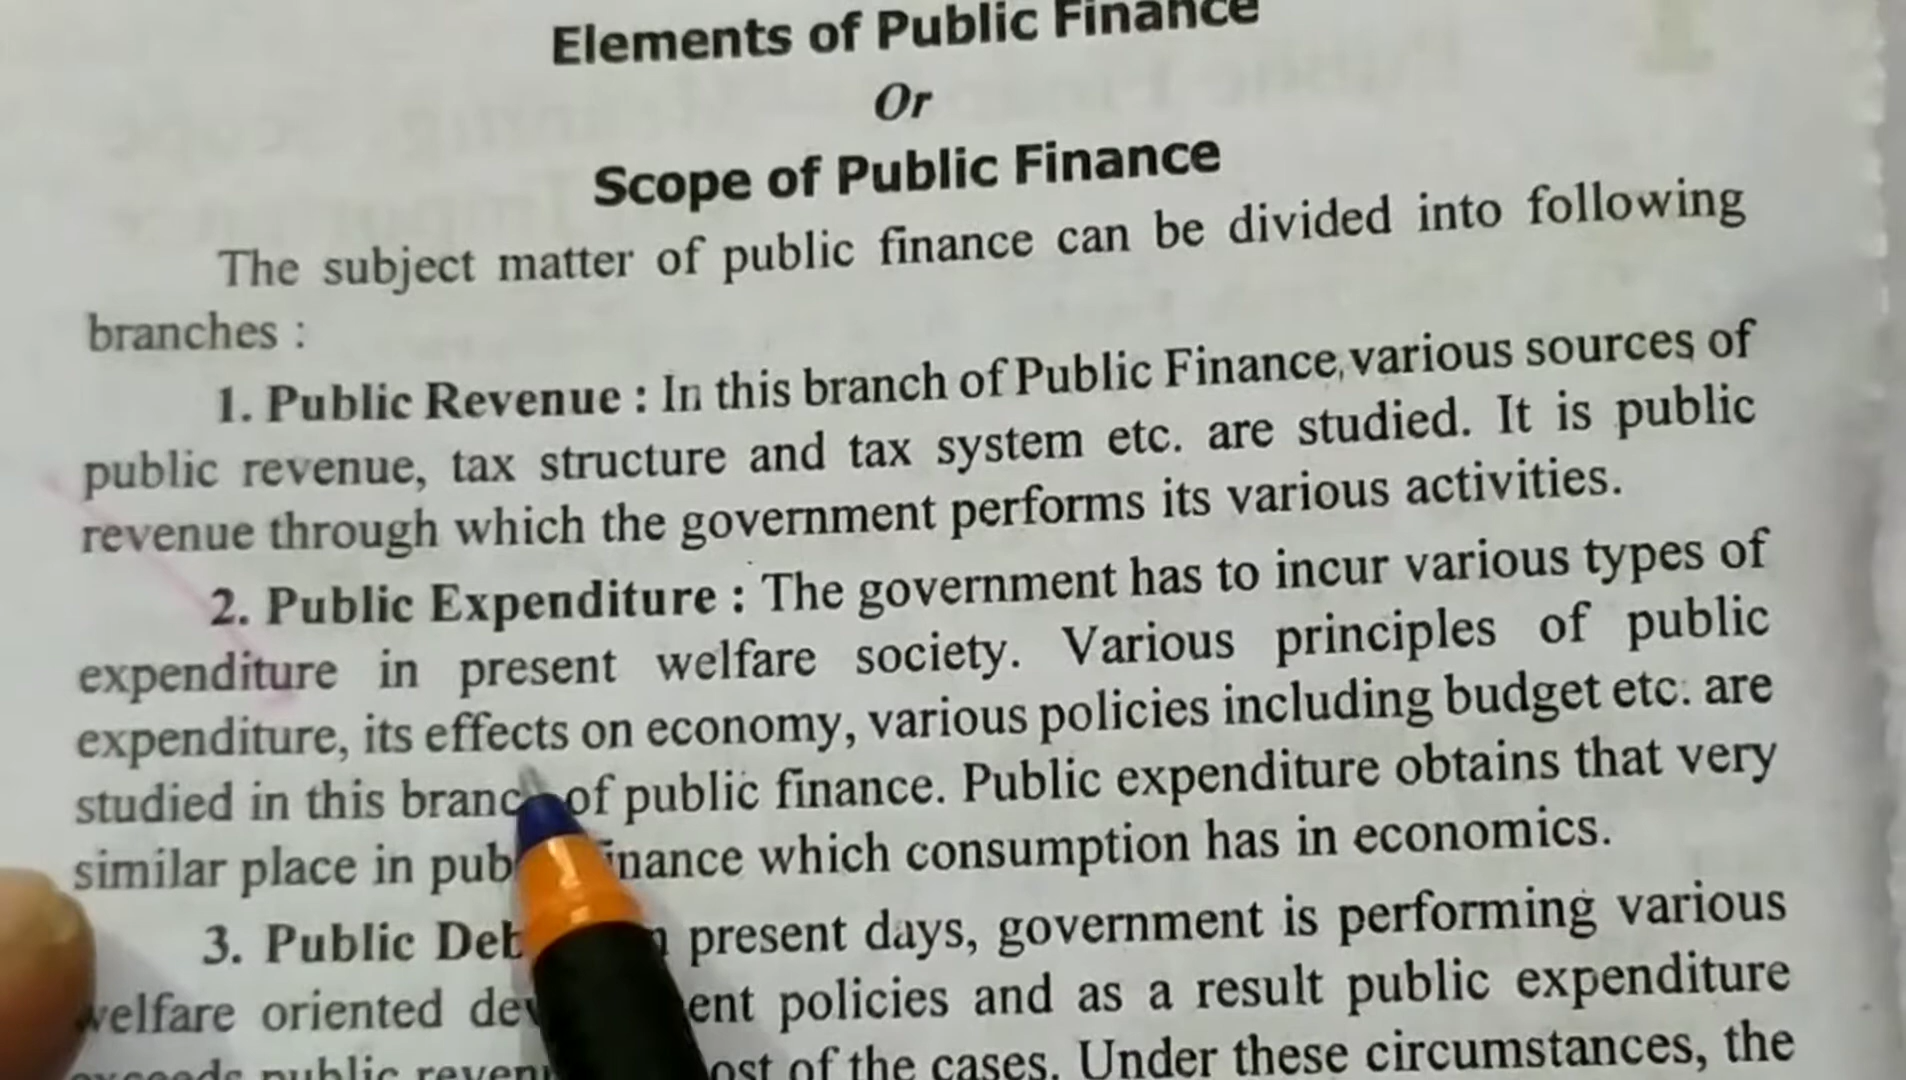 Elements of Public Finance
Or
Scope of Public Finance
The subject matter of public finance can be divided into following
branches :
1. Public Revenue : In this branch of Public Finance, various sources of
public revenue, tax structure and tax system etc. are studied. It is public
revenue through which the government performs its various activities.
2. Public Expenditure : The government has to incur various types of
expenditure in present welfare society. Various principles of public
expenditure, its effects on economy, various policies including budget etc. are
studied in this branc of public finance. Public expenditure obtains that very
similar place in pub inance which consumption has in economics.
3. Public Deb present days, government is performing various
welfare oriented dev ent policies and as a result public expenditure
exceeds public reven ost of the cases. Under these circumstances, the